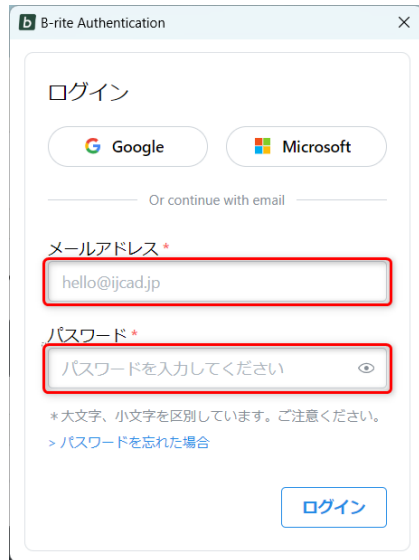 b B-rite Authentication
ログイン
Google Microsoft
Or continue with email
メールアドレス *
hello@ijcad.jp
パスワード *
パスワードを入力してください
*大文字、小文字を区別しています。ご注意ください。
> パスワードを忘れた場合
ログイン